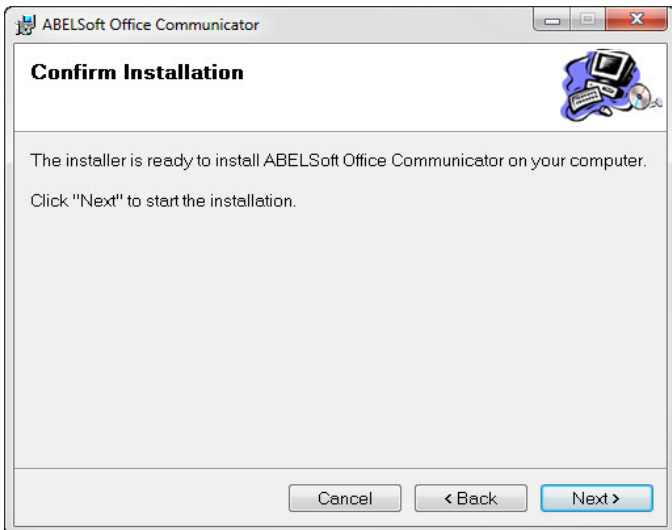 ABELSoft Office Communicator
Confirm Installation
The installer is ready to install ABELSoft Office Communicator on your computer.
Click "Next" to start the installation.
Cancel
< Back
Next >